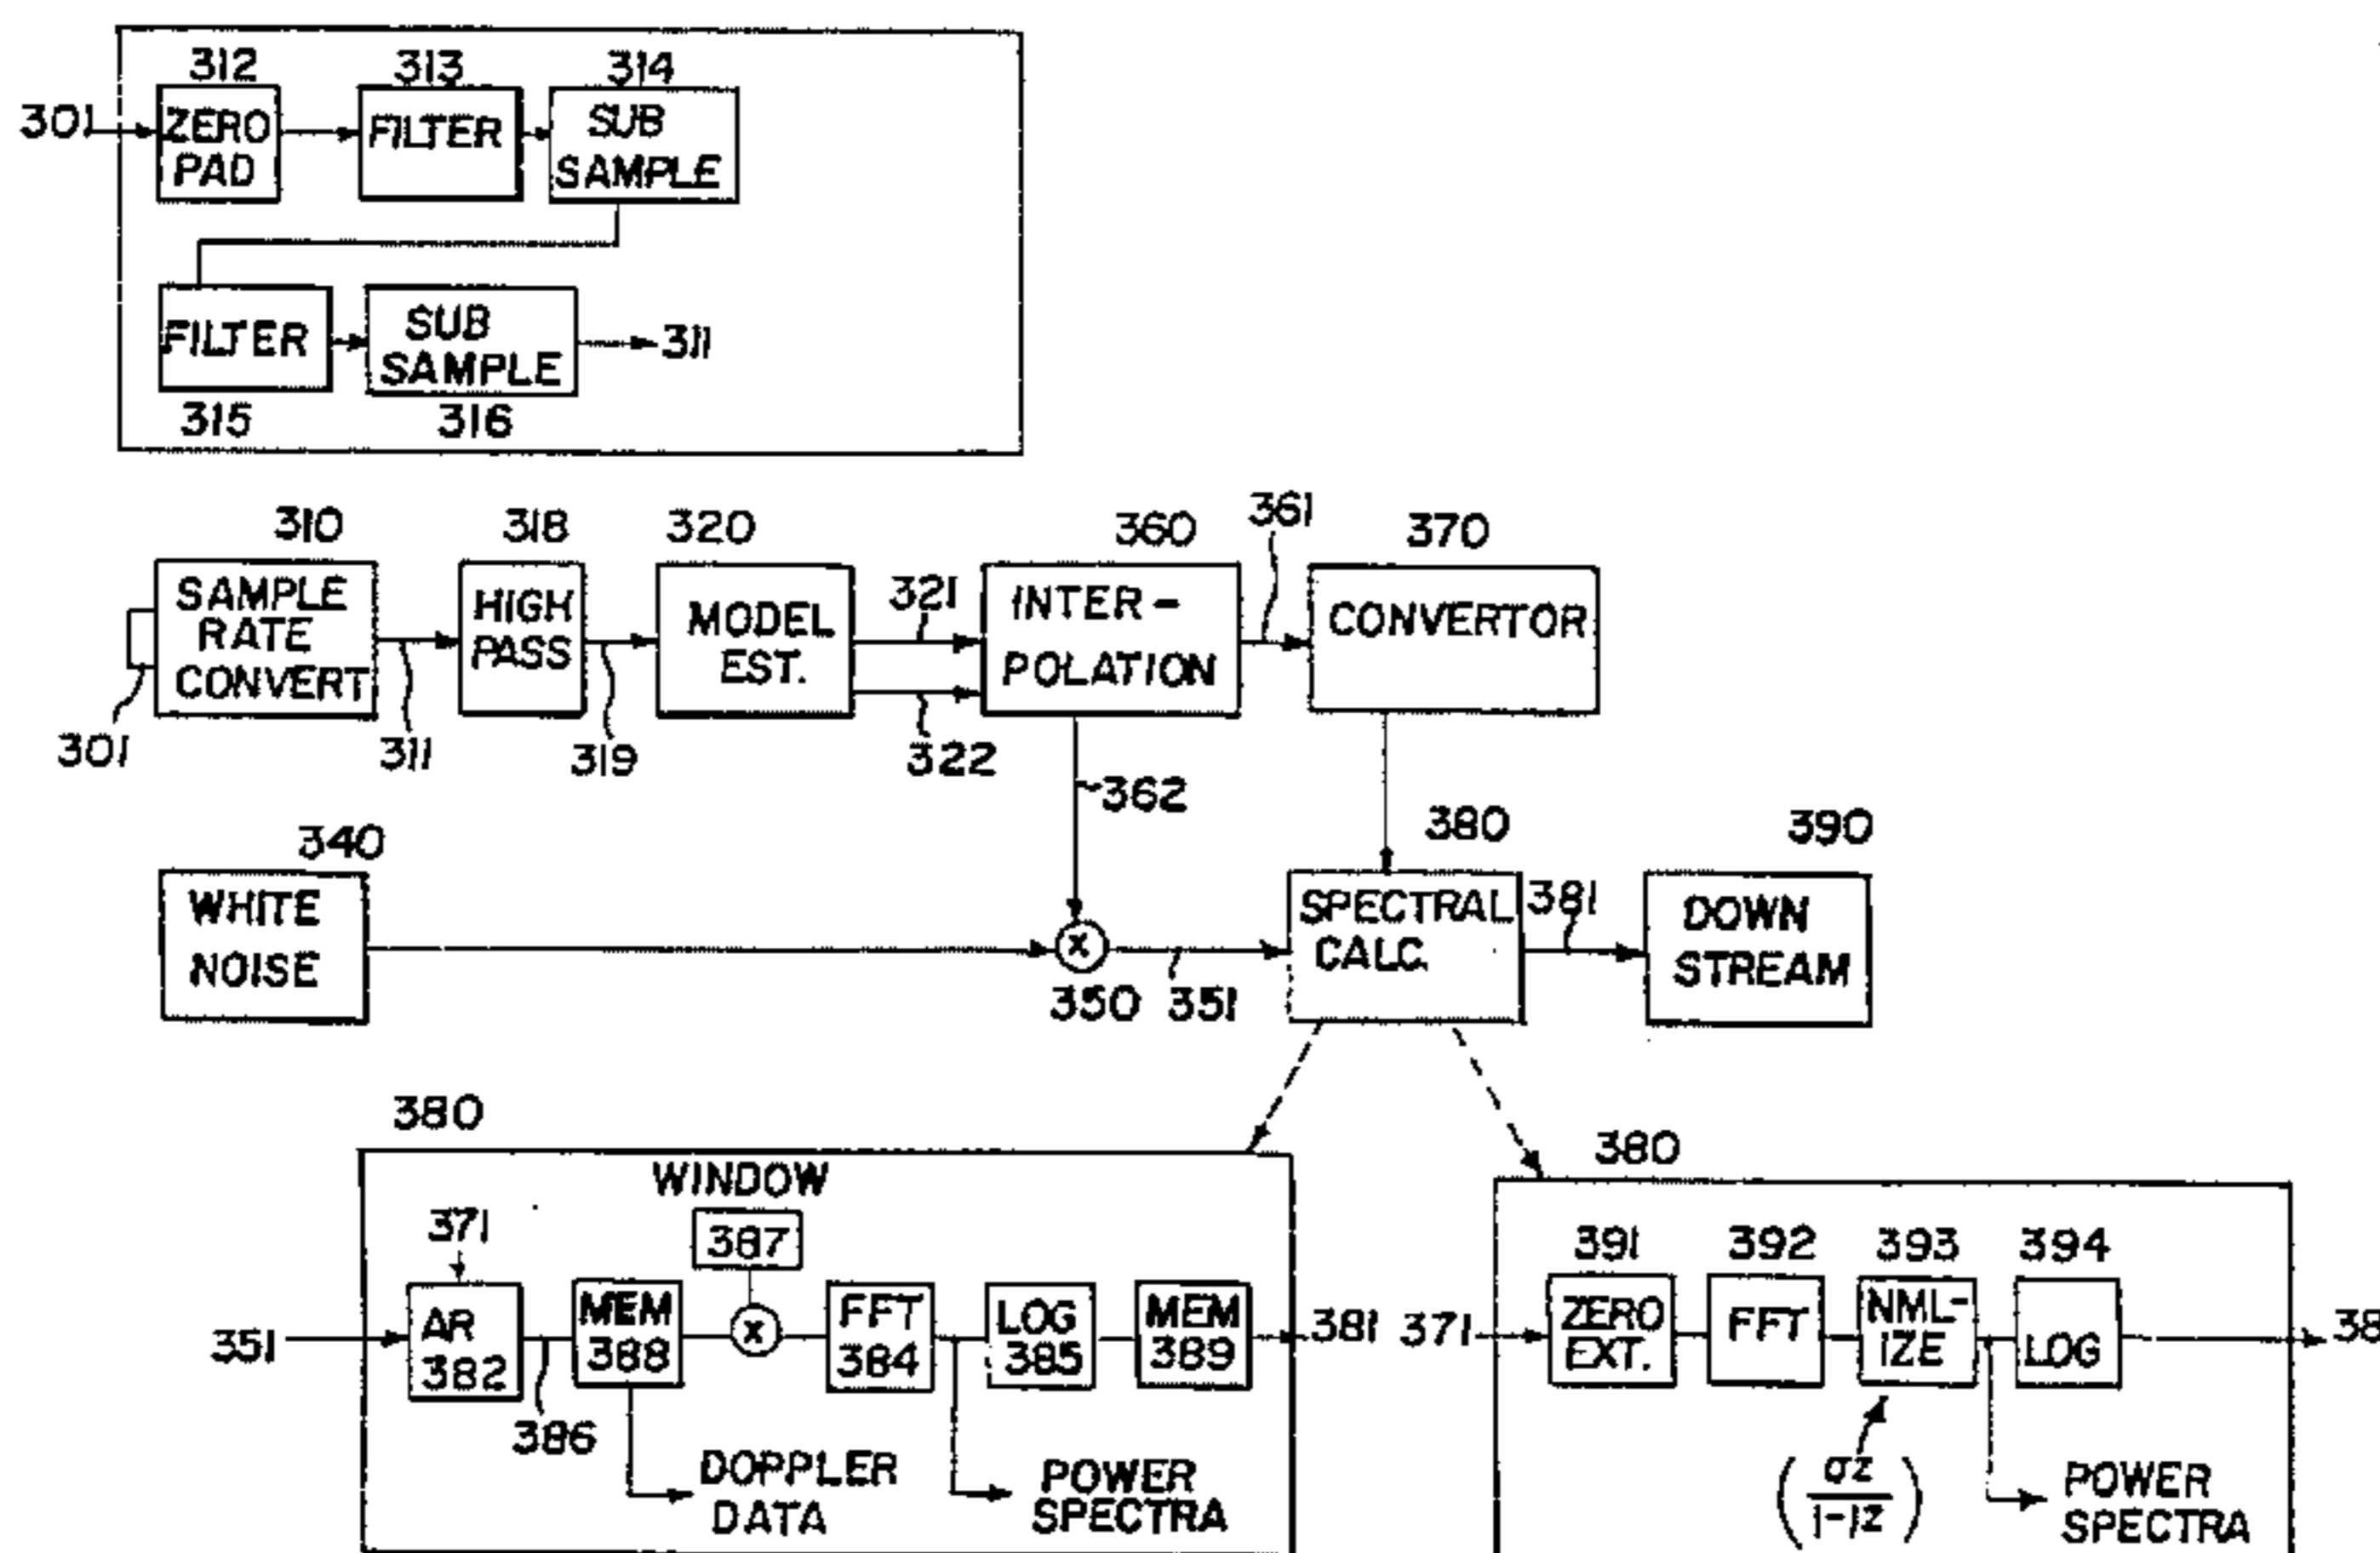 312 313 314
301 ZERO PAD FILTER SUB SAMPLE
FILTER SUB SAMPLE 311
315 316
310 318 320 360 361 370
SAMPLE RATE CONVERT HIGH PASS MODEL EST. 321 INTER- POLATION CONVERTOR
301 311 319 322 362
340 380 390
WHITE NOISE X SPECTRAL CALC. 381 DOWN STREAM
350 351
380
WINDOW
371 387
351 AR 382 MEM 388 X FFT 384 LOG 385 MEM 389 381
386 DOPPLER DATA POWER SPECTRA
380
391 392 393 394
371 ZERO EXT. FFT NML- IZE LOG
POWER SPECTRA